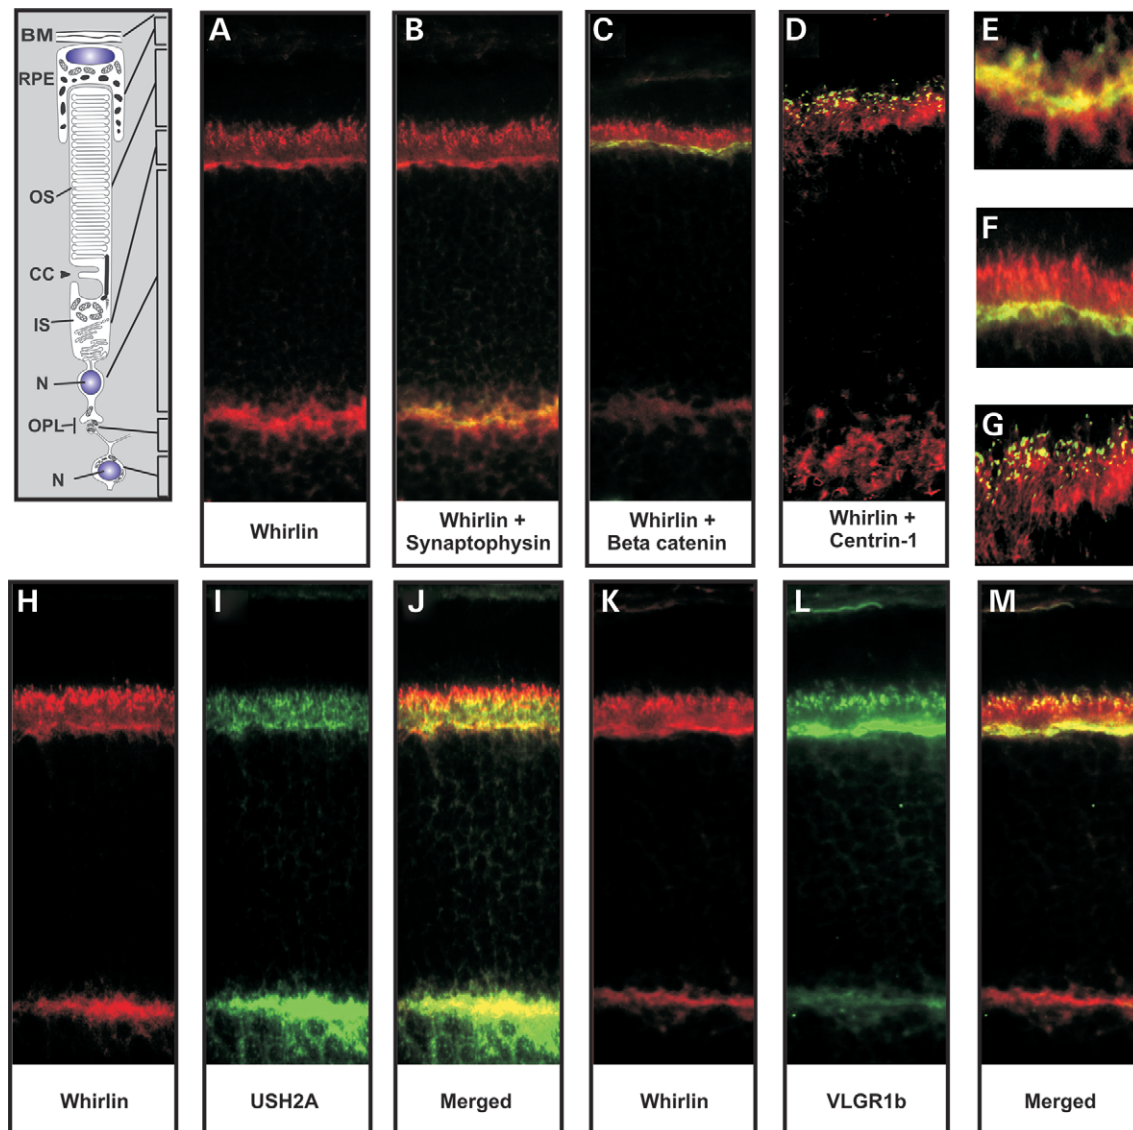 BM
RPE
OS
CC
IS
N
OPL
N
A
B
C
D
E
F
G
Whirlin
Whirlin +
Synaptophysin
Whirlin +
Beta catenin
Whirlin +
Centrin-1
H
I
J
K
L
M
Whirlin
USH2A
Merged
Whirlin
VLGR1b
Merged